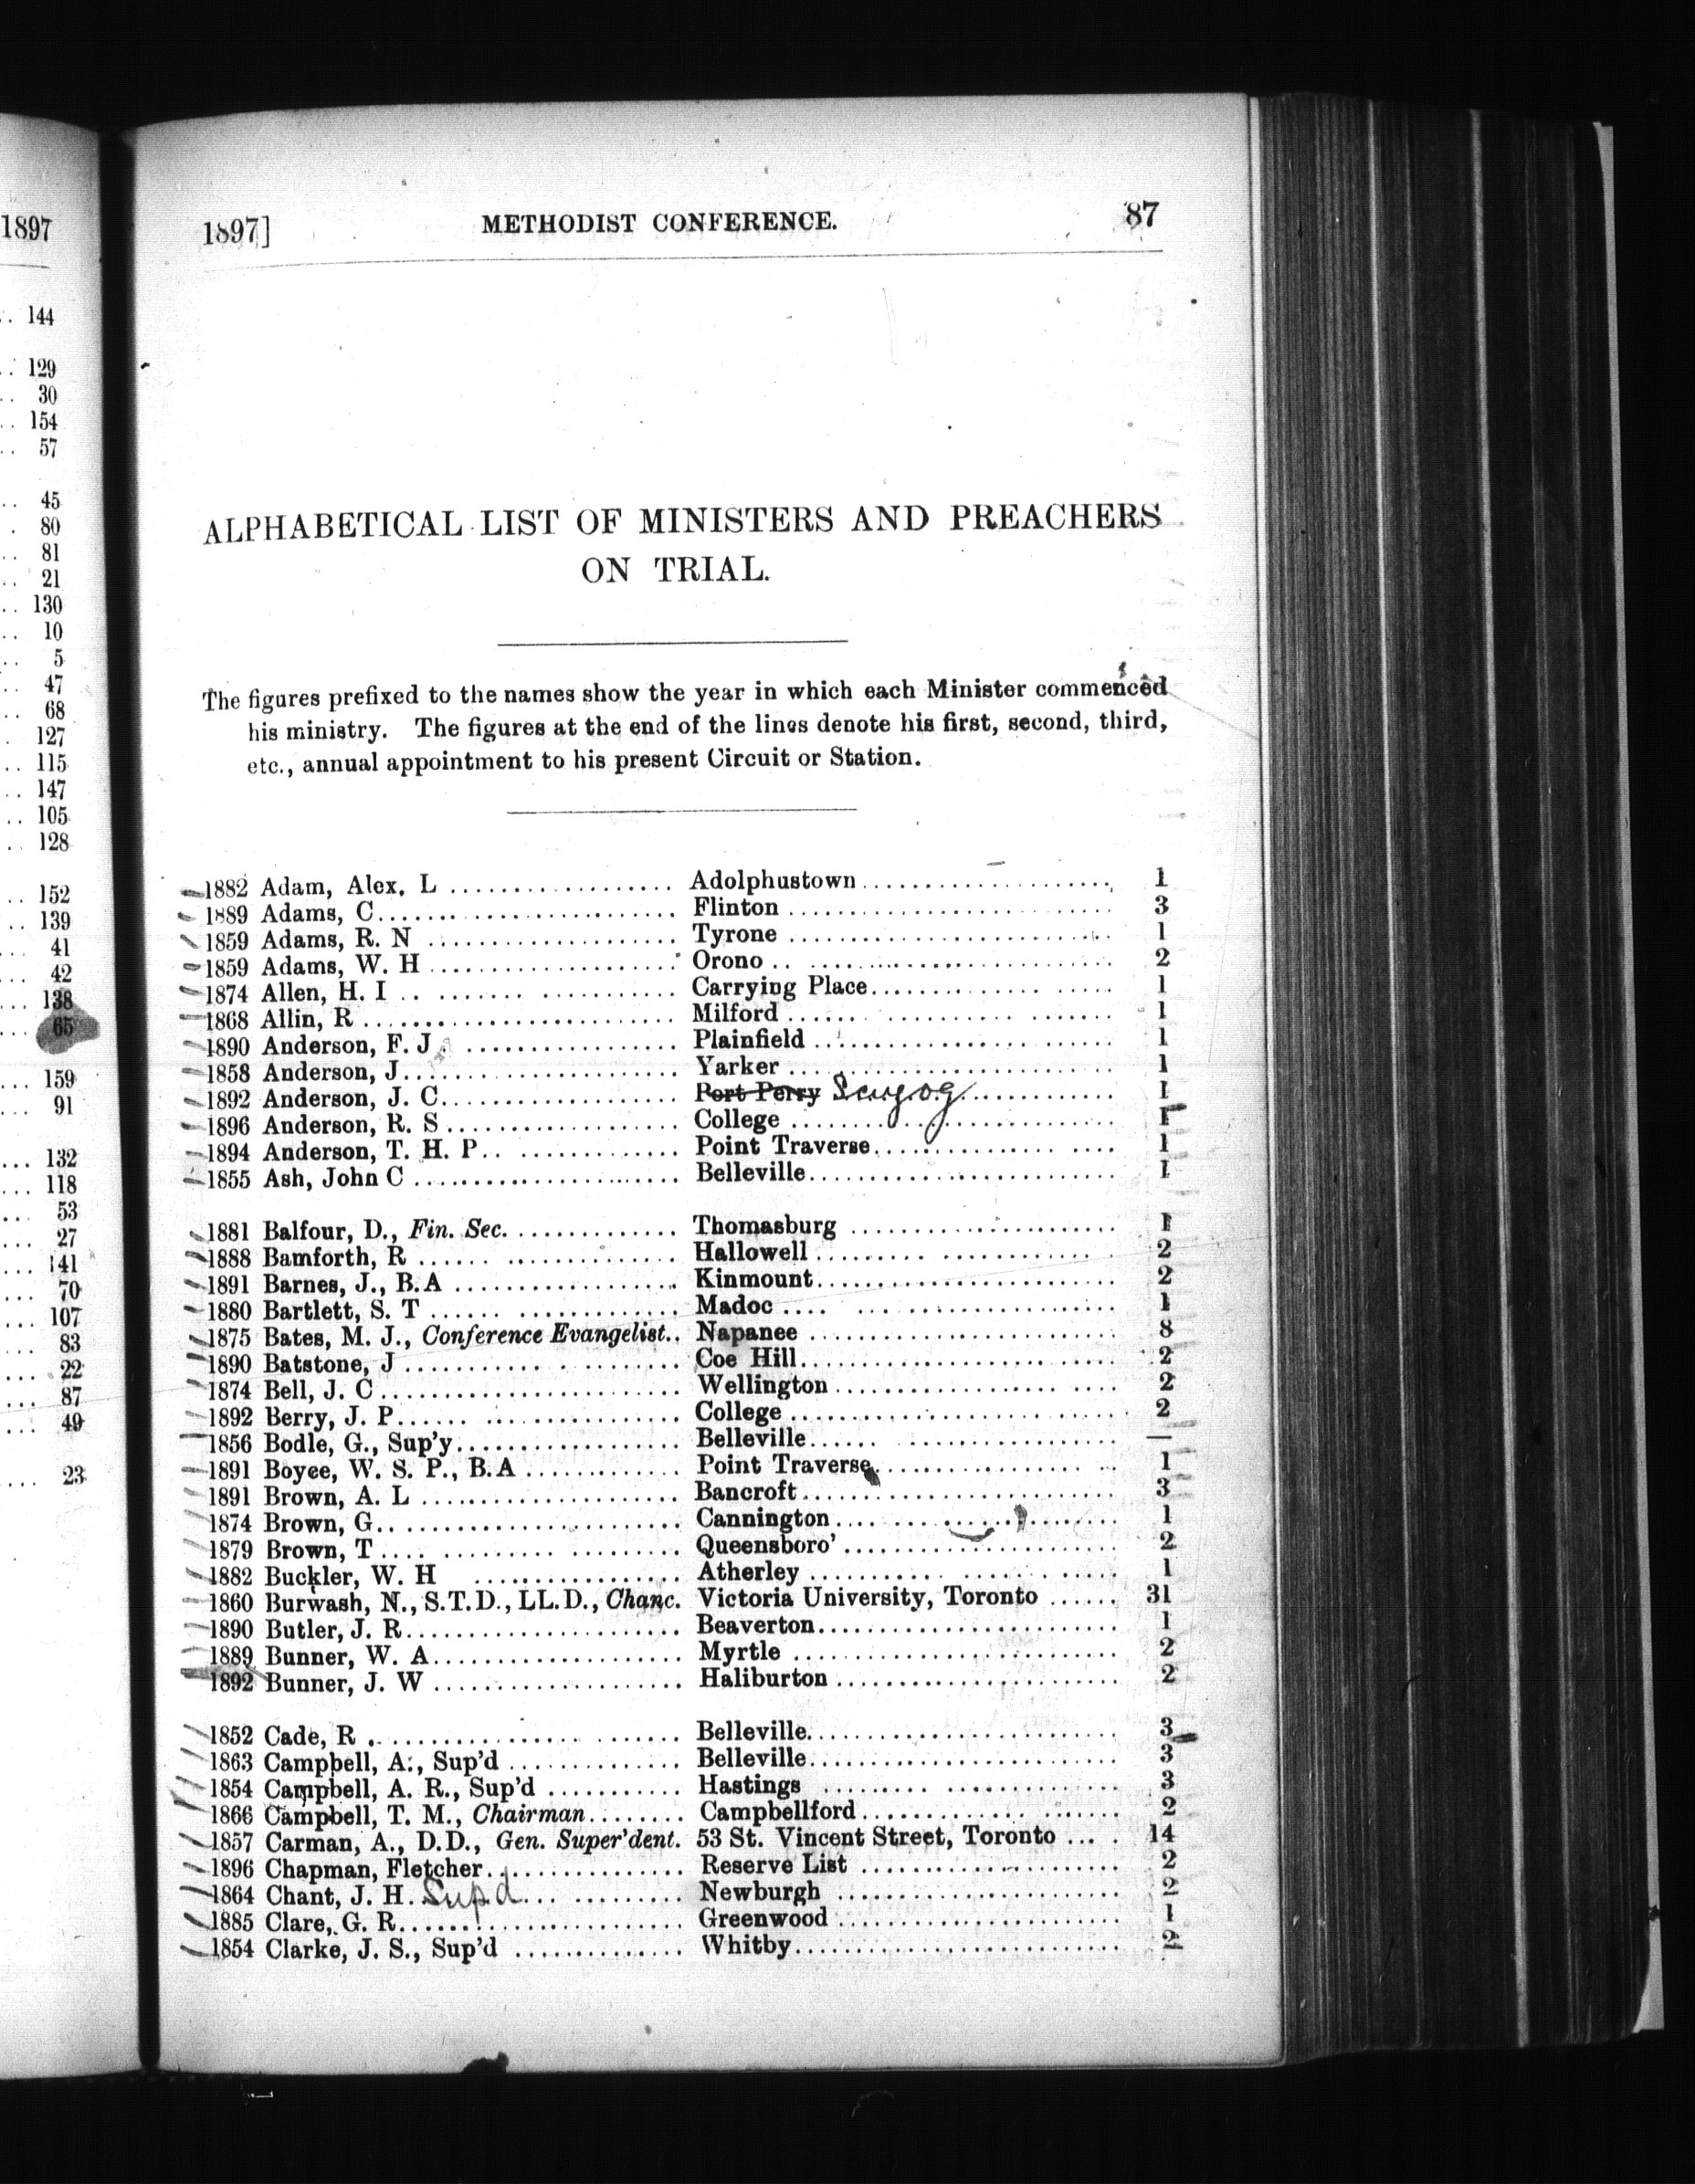 1897
. 144
. 129
. 30
. 154
. 57
. 45
. 80
. 81
. 21
. 130
. 10
. 5
. 47
. 68
. 127
. 115
. 147
. 105
. 128
. 152
. 139
. 41
. 42
. 138
. 65
. 159
. 91
. 132
. 118
. 53
. 27
. 141
. 70
. 107
. 83
. 22
. 87
. 49
. 23
1897] METHODIST CONFERENCE. 87
ALPHABETICAL LIST OF MINISTERS AND PREACHERS
ON TRIAL.
The figures prefixed to the names show the year in which each Minister commenced
his ministry. The figures at the end of the lines denote his first, second, third,
etc., annual appointment to his present Circuit or Station.
1882 Adam, Alex. L .......... Adolphustown .......... 1
1889 Adams, C .......... Flinton .......... 3
1859 Adams, R. N .......... Tyrone .......... 1
1859 Adams, W. H .......... Orono .......... 2
1874 Allen, H. I .......... Carrying Place .......... 1
1868 Allin, R .......... Milford .......... 1
1890 Anderson, F. J .......... Plainfield .......... 1
1858 Anderson, J .......... Yarker .......... 1
1892 Anderson, J. C .......... Port Perry Scugog .......... 1
1896 Anderson, R. S .......... College .......... 1
1894 Anderson, T. H. P .......... Point Traverse .......... 1
1855 Ash, John C .......... Belleville .......... 1
1881 Balfour, D., Fin. Sec. .......... Thomasburg .......... 1
1888 Bamforth, R .......... Hallowell .......... 2
1891 Barnes, J., B.A .......... Kinmount .......... 2
1880 Bartlett, S. T .......... Madoc .......... 1
1875 Bates, M. J., Conference Evangelist.. Napanee .......... 8
1890 Batstone, J .......... Coe Hill .......... 2
1874 Bell, J. C .......... Wellington .......... 2
1892 Berry, J. P .......... College .......... 2
1856 Bodle, G., Sup'y .......... Belleville .......... —
1891 Boyce, W. S. P., B.A .......... Point Traverse .......... 1
1891 Brown, A. L .......... Bancroft .......... 3
1874 Brown, G .......... Cannington .......... 1
1879 Brown, T .......... Queensboro' .......... 2
1882 Buckler, W. H .......... Atherley .......... 1
1860 Burwash, N., S.T.D., LL.D., Chanc. Victoria University, Toronto ...... 31
1890 Butler, J. R .......... Beaverton .......... 1
1889 Bunner, W. A .......... Myrtle .......... 2
1892 Bunner, J. W .......... Haliburton .......... 2
1852 Cade, R .......... Belleville .......... 3
1863 Campbell, A., Sup'd .......... Belleville .......... 3
1854 Campbell, A. R., Sup'd .......... Hastings .......... 3
1866 Campbell, T. M., Chairman .......... Campbellford .......... 2
1857 Carman, A., D.D., Gen. Super'dent. 53 St. Vincent Street, Toronto .... 14
1896 Chapman, Fletcher .......... Reserve List .......... 2
1864 Chant, J. H. Supd .......... Newburgh .......... 2
1885 Clare, G. R .......... Greenwood .......... 1
1854 Clarke, J. S., Sup'd .......... Whitby .......... 2